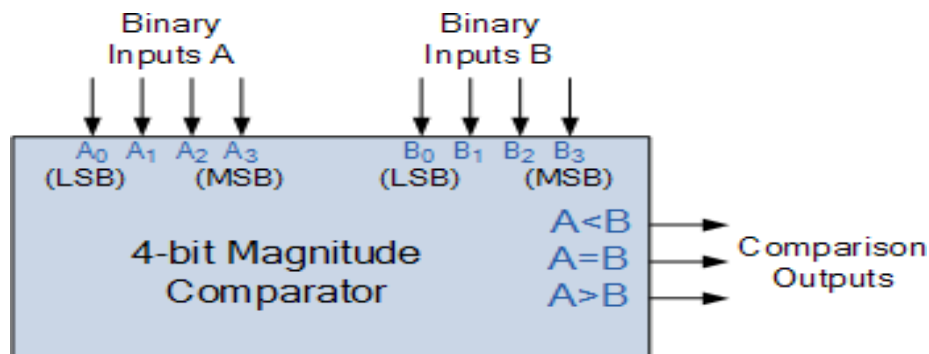 Binary Inputs A
Binary Inputs B
A₀ A₁ A₂ A₃
B₀ B₁ B₂ B₃
(LSB) (MSB)
(LSB) (MSB)
4-bit Magnitude Comparator
A<B
A=B
A>B
Comparison Outputs